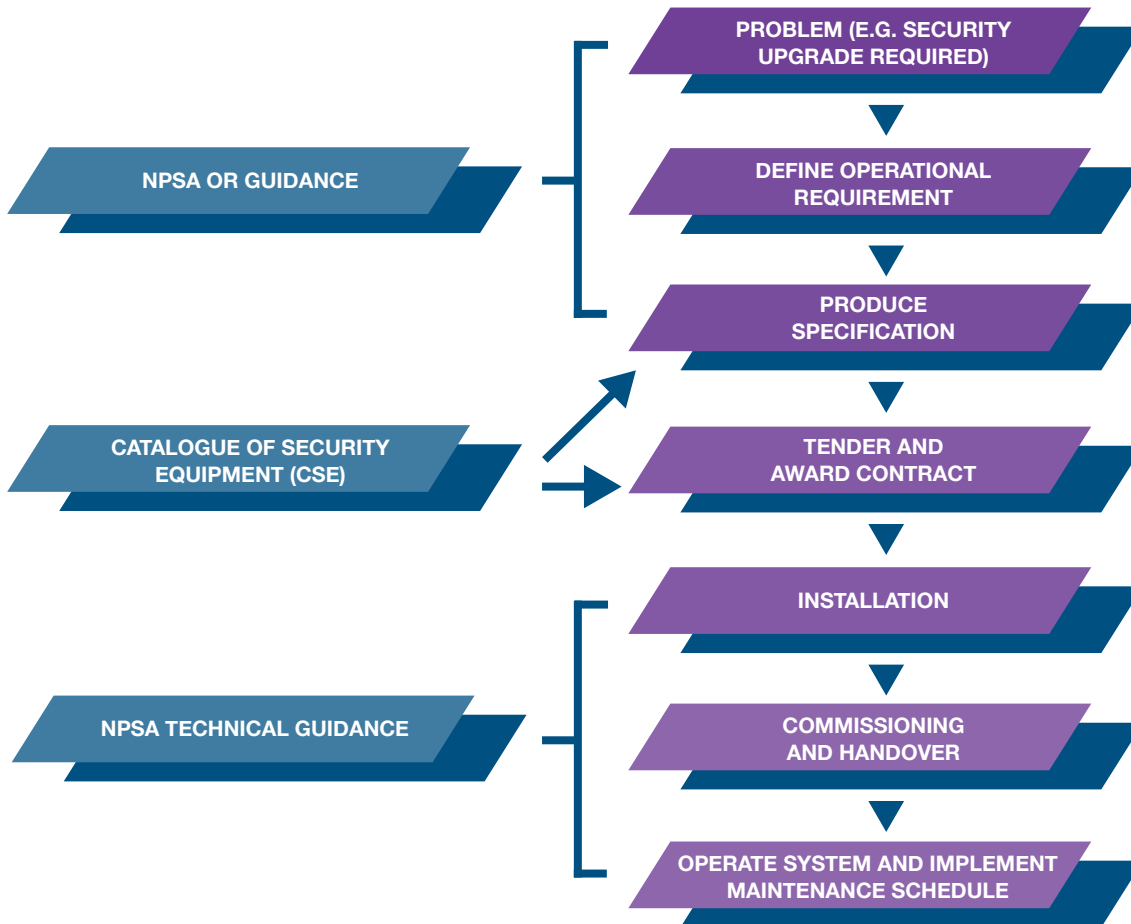 PROBLEM (E.G. SECURITY
UPGRADE REQUIRED)
NPSA OR GUIDANCE
DEFINE OPERATIONAL
REQUIREMENT
PRODUCE
SPECIFICATION
CATALOGUE OF SECURITY
EQUIPMENT (CSE)
TENDER AND
AWARD CONTRACT
INSTALLATION
NPSA TECHNICAL GUIDANCE
COMMISSIONING
AND HANDOVER
OPERATE SYSTEM AND IMPLEMENT
MAINTENANCE SCHEDULE